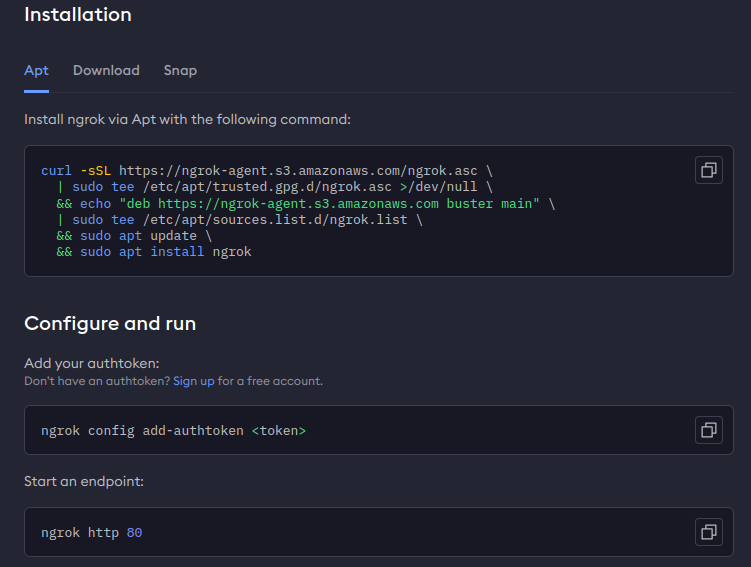 Installation
Apt Download Snap
Install ngrok via Apt with the following command:
curl -sSL https://ngrok-agent.s3.amazonaws.com/ngrok.asc \
  | sudo tee /etc/apt/trusted.gpg.d/ngrok.asc >/dev/null \
  && echo "deb https://ngrok-agent.s3.amazonaws.com buster main" \
  | sudo tee /etc/apt/sources.list.d/ngrok.list \
  && sudo apt update \
  && sudo apt install ngrok
Configure and run
Add your authtoken:
Don't have an authtoken? Sign up for a free account.
ngrok config add-authtoken <token>
Start an endpoint:
ngrok http 80